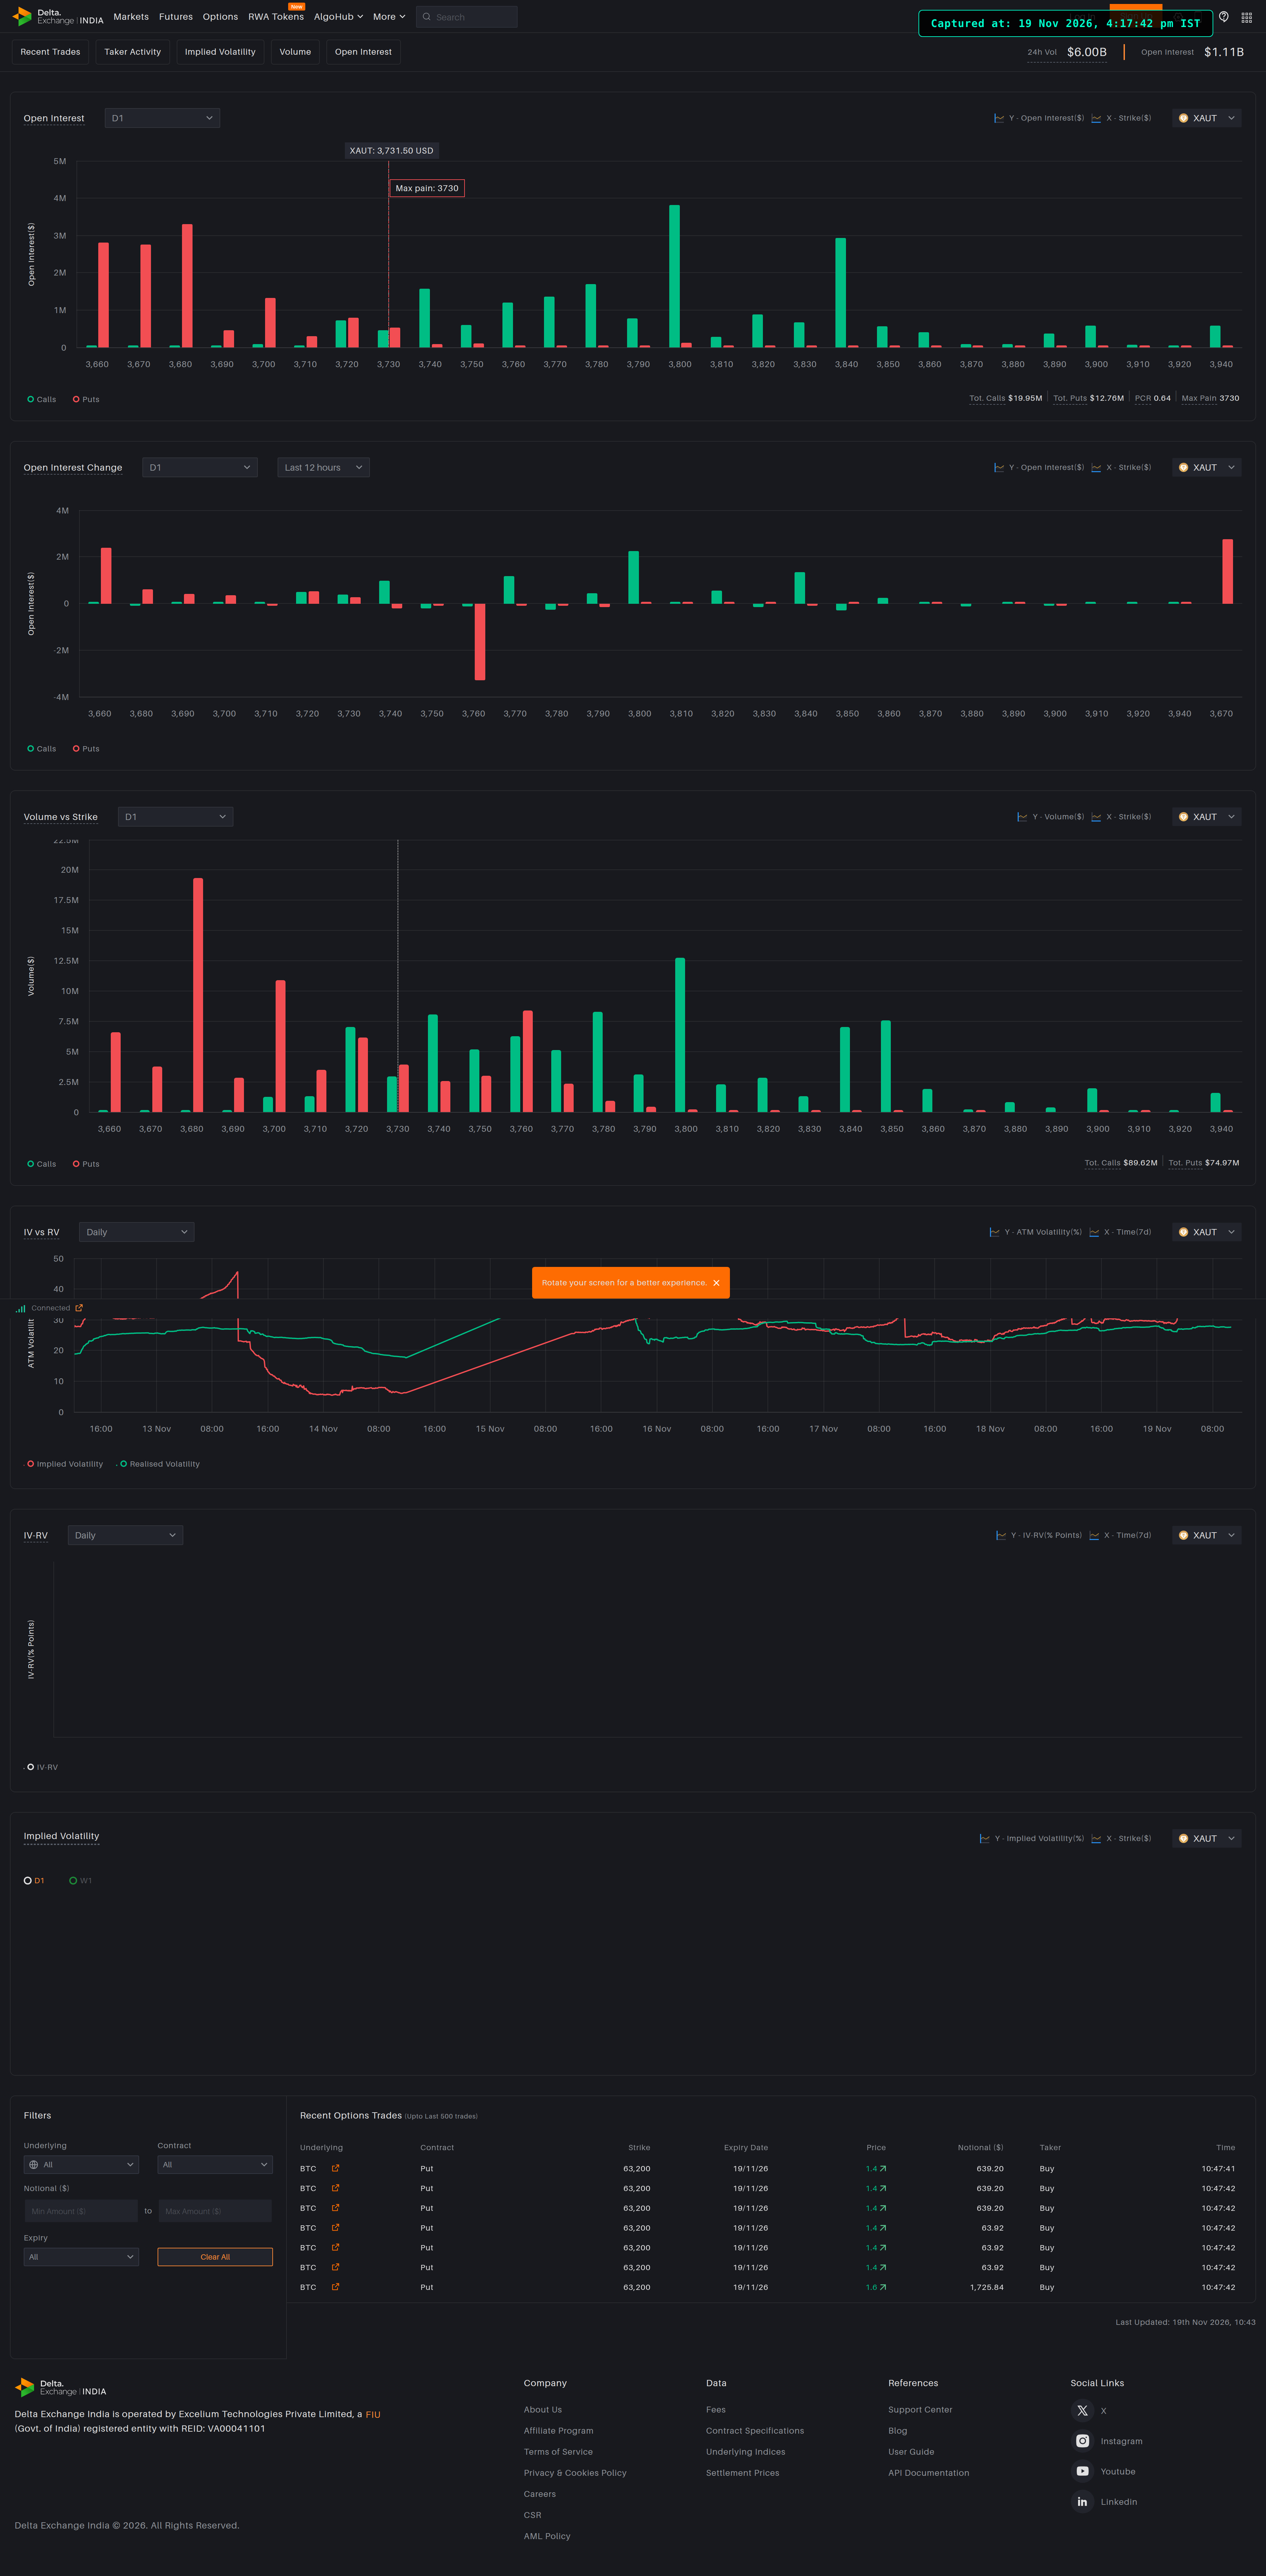 Delta.
Exchange | INDIA
Markets Futures Options RWA Tokens New AlgoHub More Search
Captured at: 19 Nov 2026, 4:17:42 pm IST
Recent Trades Taker Activity Implied Volatility Volume Open Interest 24h Vol $6.00B Open Interest $1.11B
Open Interest D1 Y - Open Interest($) X - Strike($) XAUT
XAUT: 3,731.50 USD
Max pain: 3730
Open Interest($)
5M
4M
3M
2M
1M
0
3,660 3,670 3,680 3,690 3,700 3,710 3,720 3,730 3,740 3,750 3,760 3,770 3,780 3,790 3,800 3,810 3,820 3,830 3,840 3,850 3,860 3,870 3,880 3,890 3,900 3,910 3,920 3,940
Calls Puts Tot. Calls $19.95M Tot. Puts $12.76M PCR 0.64 Max Pain 3730
Open Interest Change D1 Last 12 hours Y - Open Interest($) X - Strike($) XAUT
Open Interest($)
4M
2M
0
-2M
-4M
3,660 3,680 3,690 3,700 3,710 3,720 3,730 3,740 3,750 3,760 3,770 3,780 3,790 3,800 3,810 3,820 3,830 3,840 3,850 3,860 3,870 3,880 3,890 3,900 3,910 3,920 3,940 3,670
Calls Puts
Volume vs Strike D1 Y - Volume($) X - Strike($) XAUT
Volume($)
22.5M
20M
17.5M
15M
12.5M
10M
7.5M
5M
2.5M
0
3,660 3,670 3,680 3,690 3,700 3,710 3,720 3,730 3,740 3,750 3,760 3,770 3,780 3,790 3,800 3,810 3,820 3,830 3,840 3,850 3,860 3,870 3,880 3,890 3,900 3,910 3,920 3,940
Calls Puts Tot. Calls $89.62M Tot. Puts $74.97M
IV vs RV Daily Y - ATM Volatility(%) X - Time(7d) XAUT
50
40
Rotate your screen for a better experience.
Connected
ATM Volatilit
30
20
10
0
16:00 13 Nov 08:00 16:00 14 Nov 08:00 16:00 15 Nov 08:00 16:00 16 Nov 08:00 16:00 17 Nov 08:00 16:00 18 Nov 08:00 16:00 19 Nov 08:00
Implied Volatility Realised Volatility
IV-RV Daily Y - IV-RV(% Points) X - Time(7d) XAUT
IV-RV(% Points)
IV-RV
Implied Volatility Y - Implied Volatility(%) X - Strike($) XAUT
D1 W1
Filters
Underlying Contract
All All
Notional ($)
Min Amount ($) to Max Amount ($)
Expiry
All Clear All
Recent Options Trades (Upto Last 500 trades)
Underlying Contract Strike Expiry Date Price Notional ($) Taker Time
BTC Put 63,200 19/11/26 1.4 639.20 Buy 10:47:41
BTC Put 63,200 19/11/26 1.4 639.20 Buy 10:47:42
BTC Put 63,200 19/11/26 1.4 639.20 Buy 10:47:42
BTC Put 63,200 19/11/26 1.4 63.92 Buy 10:47:42
BTC Put 63,200 19/11/26 1.4 63.92 Buy 10:47:42
BTC Put 63,200 19/11/26 1.4 63.92 Buy 10:47:42
BTC Put 63,200 19/11/26 1.6 1,725.84 Buy 10:47:42
Last Updated: 19th Nov 2026, 10:43
Delta.
Exchange | INDIA
Delta Exchange India is operated by Excelium Technologies Private Limited, a FIU
(Govt. of India) registered entity with REID: VA00041101
Delta Exchange India © 2026. All Rights Reserved.
Company
About Us
Affiliate Program
Terms of Service
Privacy & Cookies Policy
Careers
CSR
AML Policy
Data
Fees
Contract Specifications
Underlying Indices
Settlement Prices
References
Support Center
Blog
User Guide
API Documentation
Social Links
X
Instagram
Youtube
Linkedin